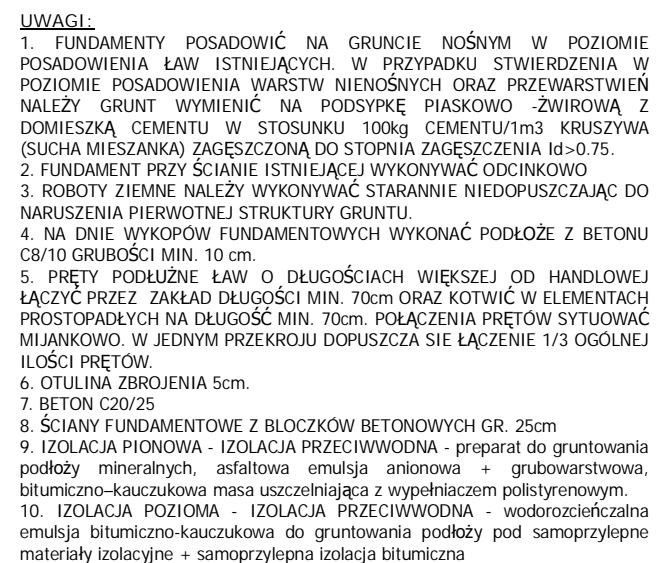 UWAGI:
1. FUNDAMENTY POSADOWIĆ NA GRUNCIE NOŚNYM W POZIOMIE
POSADOWIENIA ŁAW ISTNIEJĄCYCH. W PRZYPADKU STWIERDZENIA W
POZIOMIE POSADOWIENIA WARSTW NIENOŚNYCH ORAZ PRZEWARSTWIEŃ
NALEŻY GRUNT WYMIENIĆ NA PODSYPKĘ PIASKOWO -ŻWIROWĄ Z
DOMIESZKĄ CEMENTU W STOSUNKU 100kg CEMENTU/1m3 KRUSZYWA
(SUCHA MIESZANKA) ZAGĘSZCZONĄ DO STOPNIA ZAGĘSZCZENIA Id>0.75.
2. FUNDAMENT PRZY ŚCIANIE ISTNIEJĄCEJ WYKONYWAĆ ODCINKOWO
3. ROBOTY ZIEMNE NALEŻY WYKONYWAĆ STARANNIE NIEDOPUSZCZAJĄC DO
NARUSZENIA PIERWOTNEJ STRUKTURY GRUNTU.
4. NA DNIE WYKOPÓW FUNDAMENTOWYCH WYKONAĆ PODŁOŻE Z BETONU
C8/10 GRUBOŚCI MIN. 10 cm.
5. PRĘTY PODŁUŻNE ŁAW O DŁUGOŚCIACH WIĘKSZEJ OD HANDLOWEJ
ŁĄCZYĆ PRZEZ ZAKŁAD DŁUGOŚCI MIN. 70cm ORAZ KOTWIĆ W ELEMENTACH
PROSTOPADŁYCH NA DŁUGOŚĆ MIN. 70cm. POŁĄCZENIA PRĘTÓW SYTUOWAĆ
MIJANKOWO. W JEDNYM PRZEKROJU DOPUSZCZA SIE ŁĄCZENIE 1/3 OGÓLNEJ
ILOŚCI PRĘTÓW.
6. OTULINA ZBROJENIA 5cm.
7. BETON C20/25
8. ŚCIANY FUNDAMENTOWE Z BLOCZKÓW BETONOWYCH GR. 25cm
9. IZOLACJA PIONOWA - IZOLACJA PRZECIWWODNA - preparat do gruntowania
podłoży mineralnych, asfaltowa emulsja anionowa + grubowarstwowa,
bitumiczno–kauczukowa masa uszczelniająca z wypełniaczem polistyrenowym.
10. IZOLACJA POZIOMA - IZOLACJA PRZECIWWODNA - wodorozcieńczalna
emulsja bitumiczno-kauczukowa do gruntowania podłoży pod samoprzylepne
materiały izolacyjne + samoprzylepna izolacja bitumiczna